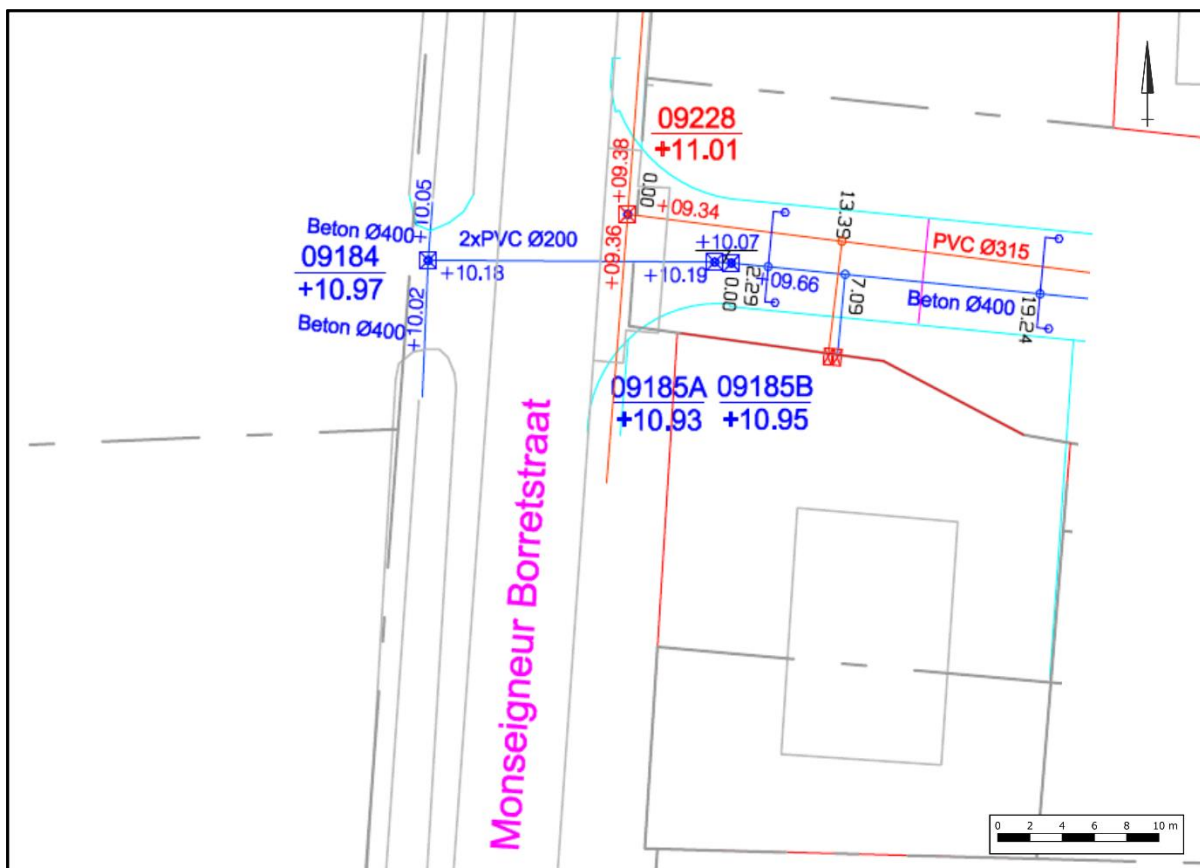 09228
+11.01
+09.38
0.00
+09.34
+10.05
Beton Ø400
2xPVC Ø200
09184
+10.97
+10.18
+10.02
Beton Ø400
+09.36
+10.07
+10.19
0.00
2.29
+09.66
13.39
7.09
PVC Ø315
Beton Ø400
19.24
09185A
+10.93
09185B
+10.95
Monseigneur Borretstraat
0 2 4 6 8 10 m